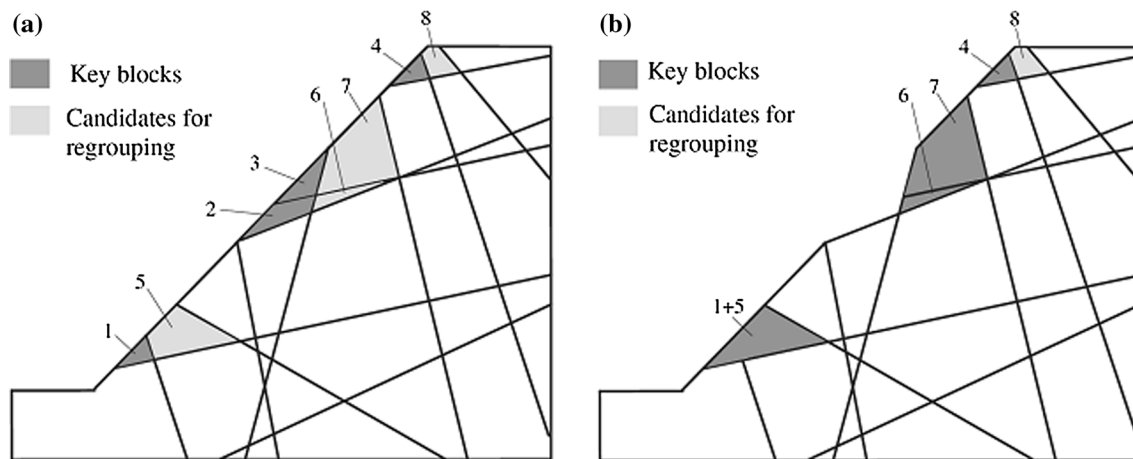 (a)
Key blocks
Candidates for
regrouping
8
4
7
6
3
2
5
1
(b)
Key blocks
Candidates for
regrouping
8
4
7
6
1+5